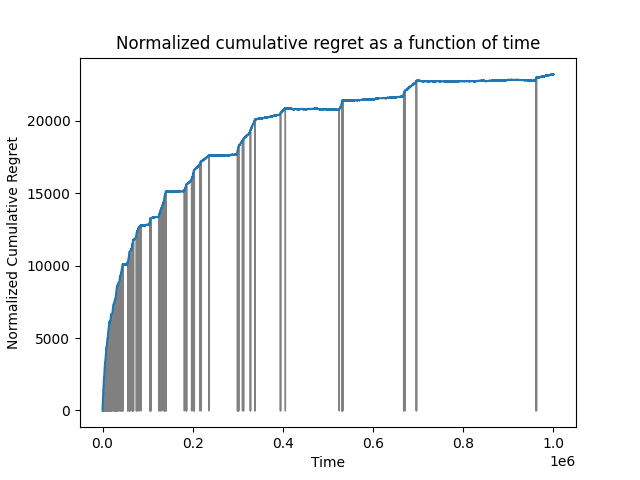 Normalized cumulative regret as a function of time
Normalized Cumulative Regret
20000
15000
10000
5000
0
0.0 0.2 0.4 0.6 0.8 1.0
1e6
Time